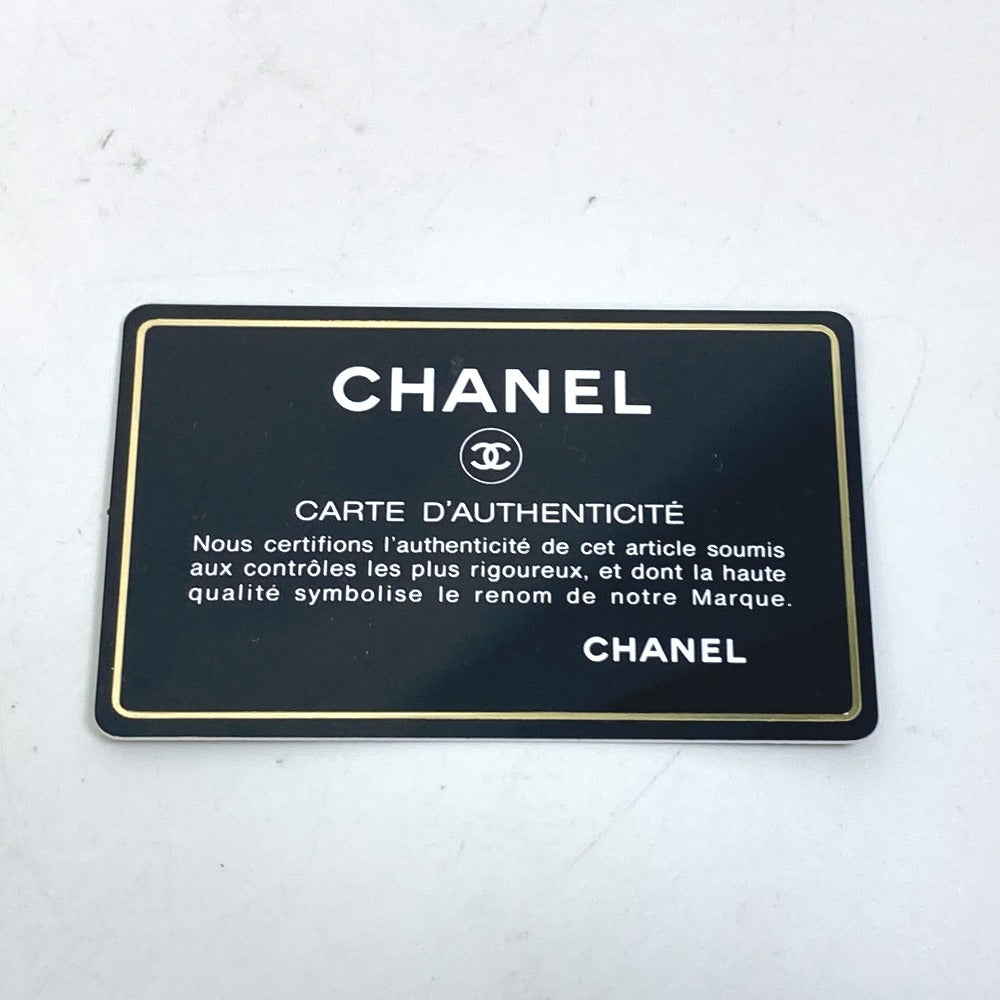 CHANEL
CARTE D'AUTHENTICITÉ
Nous certifions l'authenticité de cet article soumis
aux contrôles les plus rigoureux, et dont la haute
qualité symbolise le renom de notre Marque.
CHANEL